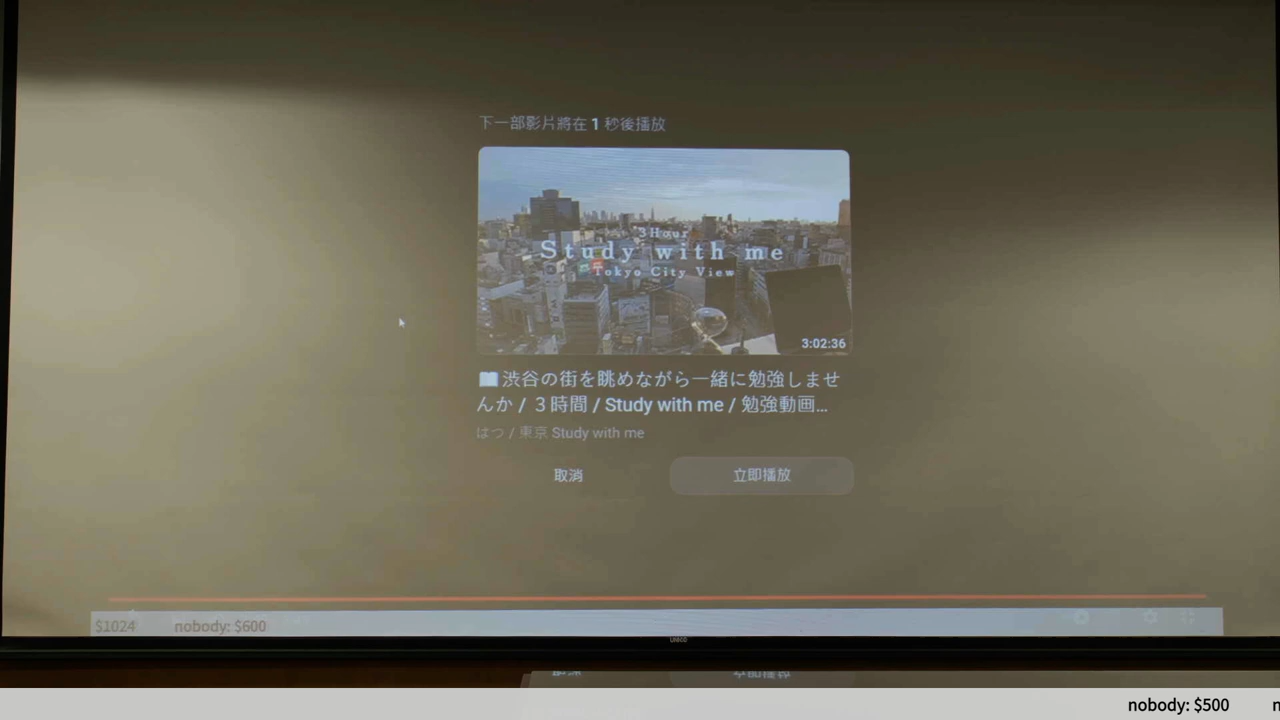 下一部影片將在 1 秒後播放
3Hour
Study with me
Tokyo City View
3:02:36
📖渋谷の街を眺めながら一緒に勉強しませ
んか / ３時間 / Study with me / 勉強動画...
はつ / 東京 Study with me
取消 立即播放
$1024 nobody: $600
nobody: $500